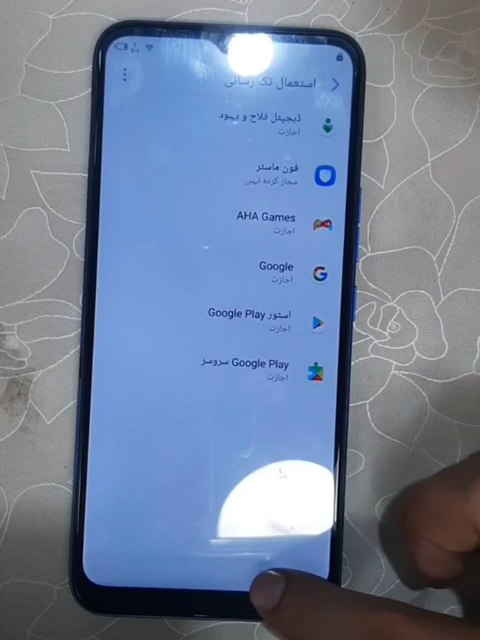 استعمال تک رسائی
ڈیجیٹل فلاح و بہبود
اجازت
فون ماسٹر
مجاز کردہ نہیں
AHA Games
اجازت
Google
اجازت
Google Play اسٹور
اجازت
Google Play سروسز
اجازت